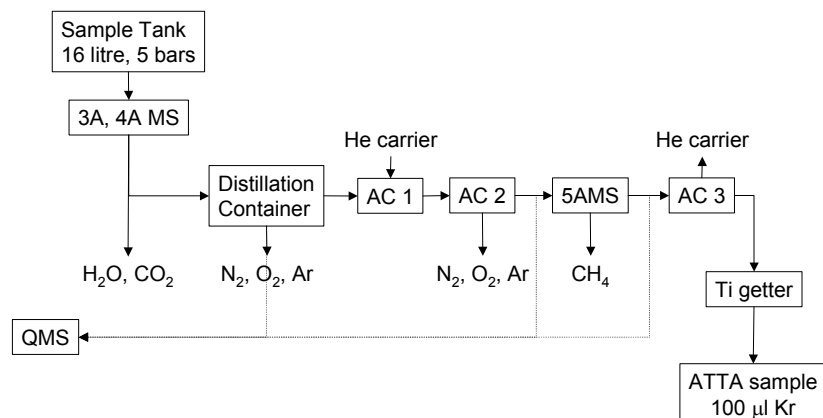 Sample Tank
16 litre, 5 bars
3A, 4A MS
He carrier
He carrier
Distillation
Container
AC 1
AC 2
5AMS
AC 3
H₂O, CO₂
N₂, O₂, Ar
N₂, O₂, Ar
CH₄
Ti getter
QMS
ATTA sample
100 μl Kr